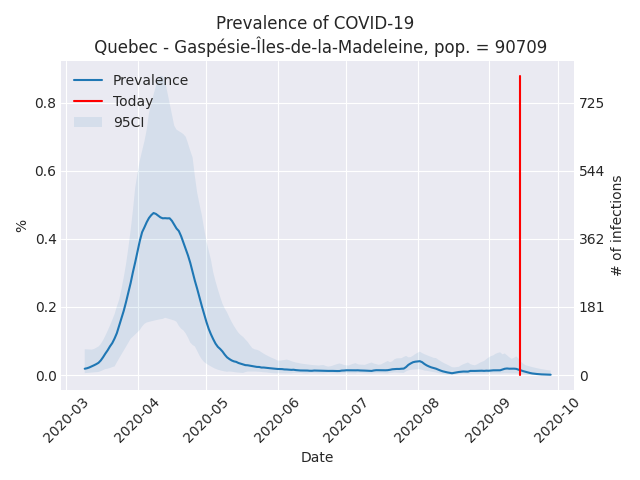 Prevalence of COVID-19
Quebec - Gaspésie-Îles-de-la-Madeleine, pop. = 90709
Prevalence
Today
95CI
0.8
0.6
0.4
0.2
0.0
%
725
544
362
181
0
# of infections
2020-03
2020-04
2020-05
2020-06
2020-07
2020-08
2020-09
2020-10
Date